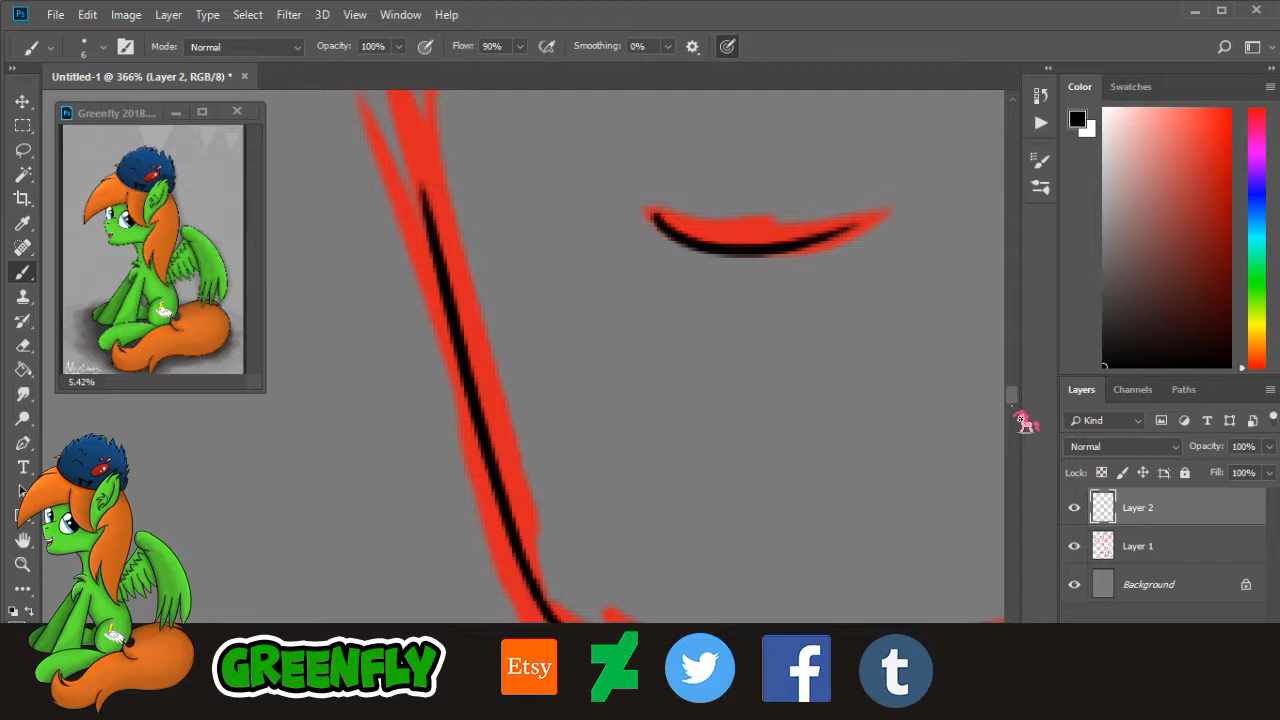 Ps File Edit Image Layer Type Select Filter 3D View Window Help
6 Mode: Normal Opacity: 100% Flow: 90% Smoothing: 0%
Untitled-1 @ 366% (Layer 2, RGB/8) * ×
Greenfly 2018....
5.42%
Color Swatches
Layers Channels Paths
Kind
Normal Opacity: 100%
Lock: Fill: 100%
Layer 2
Layer 1
Background
GREENFLY Etsy f t